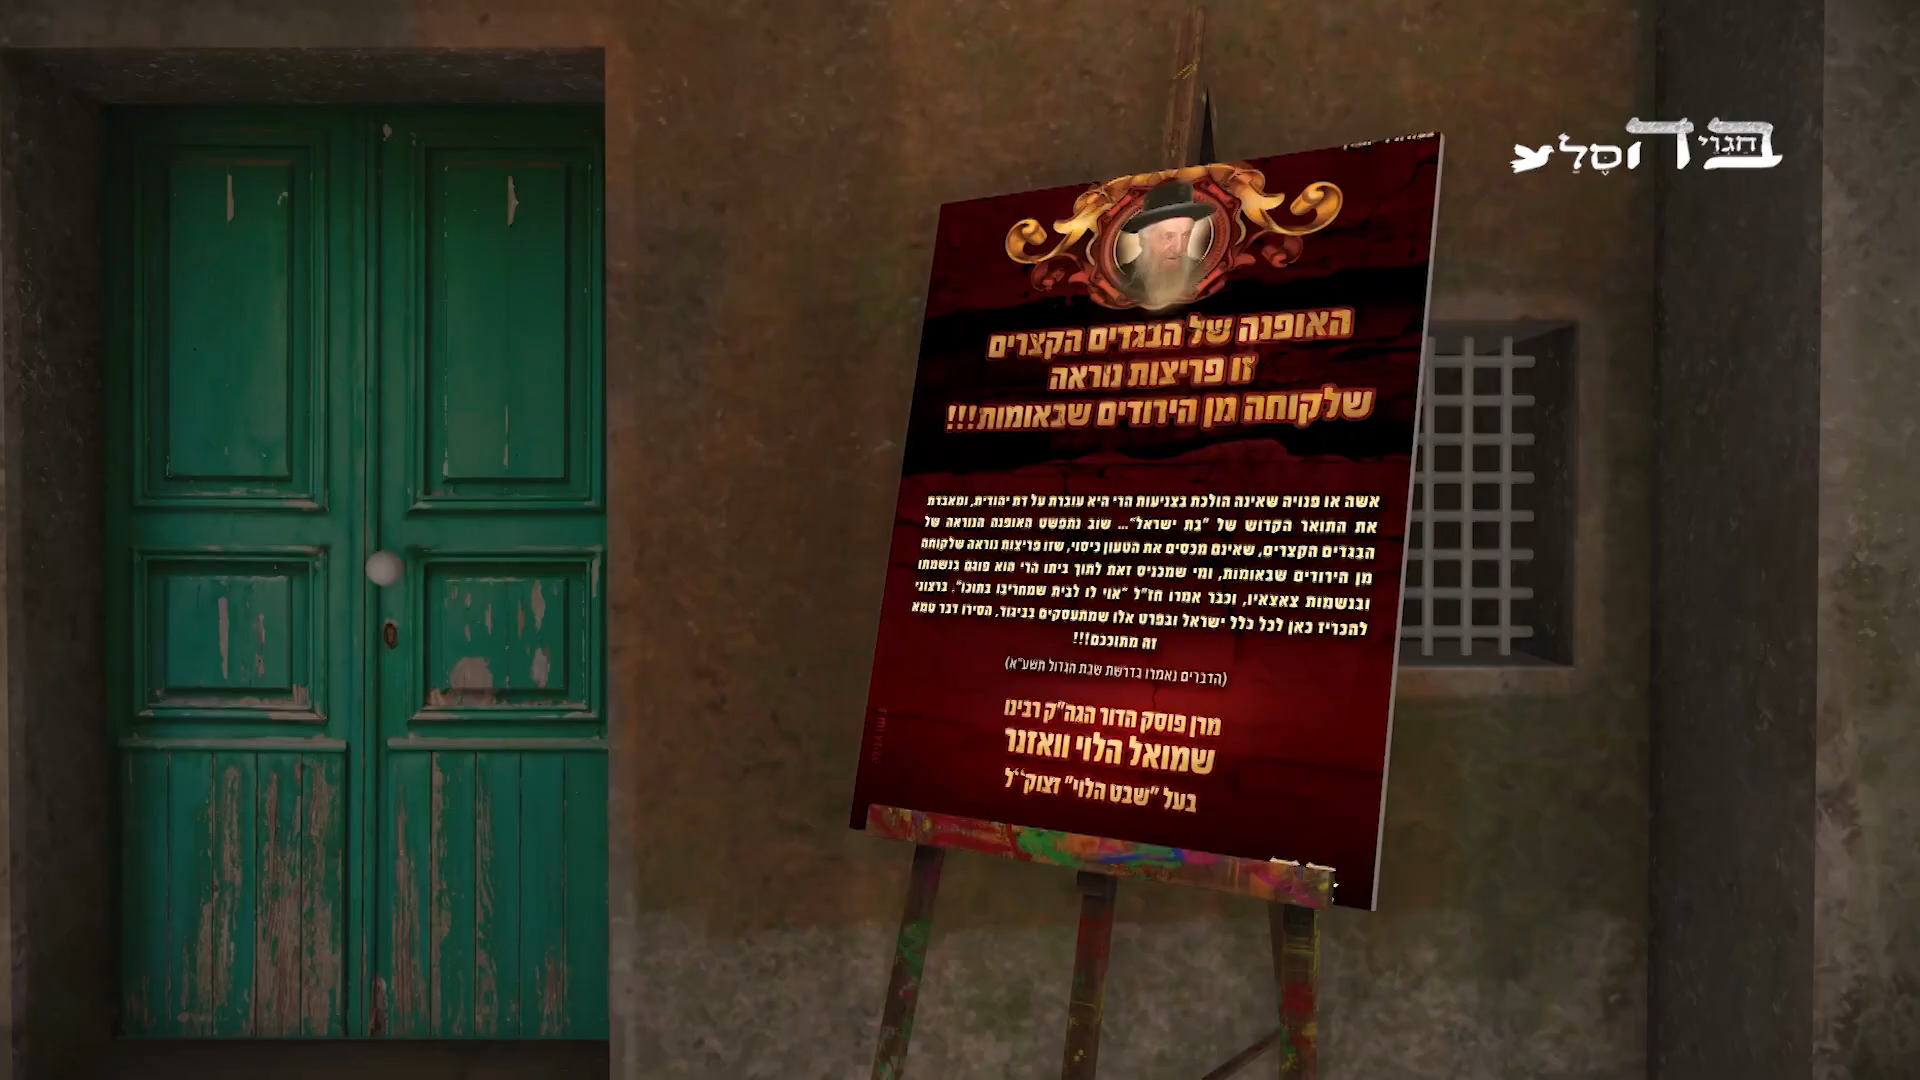 בחגוי הסלע
האופנה של הבגדים הקצרים
זו פריצות נוראה
שלקוחה מן הירודים שבאומות!!!
אשה או פנויה שאינה הולכת בצניעות הרי היא עוברת על דת יהודית, ומאבדת
את התואר הקדוש של "בת ישראל"... שוב נתפשט האופנה הנוראה של
הבגדים הקצרים, שאינם מכסים את הטעון כיסוי, שזו פריצות נוראה שלקוחה
מן הירודים שבאומות, ומי שמכניס זאת לתוך ביתו הרי הוא פוגם בנשמתו
ובנשמות צאצאיו, וכבר אמרו חז"ל "אוי לו לבית שמחריבו בתוכו". ברצוני
להכריז כאן לכל כלל ישראל ובפרט אלו שמתעסקים בביגוד, הסירו דבר טמא
זה מתוככם!!!
(הדברים נאמרו בדרשת שבת הגדול תשע"א)
מרן פוסק הדור הגה"ק רבינו
שמואל הלוי וואזנר
בעל "שבט הלוי" זצוק"ל